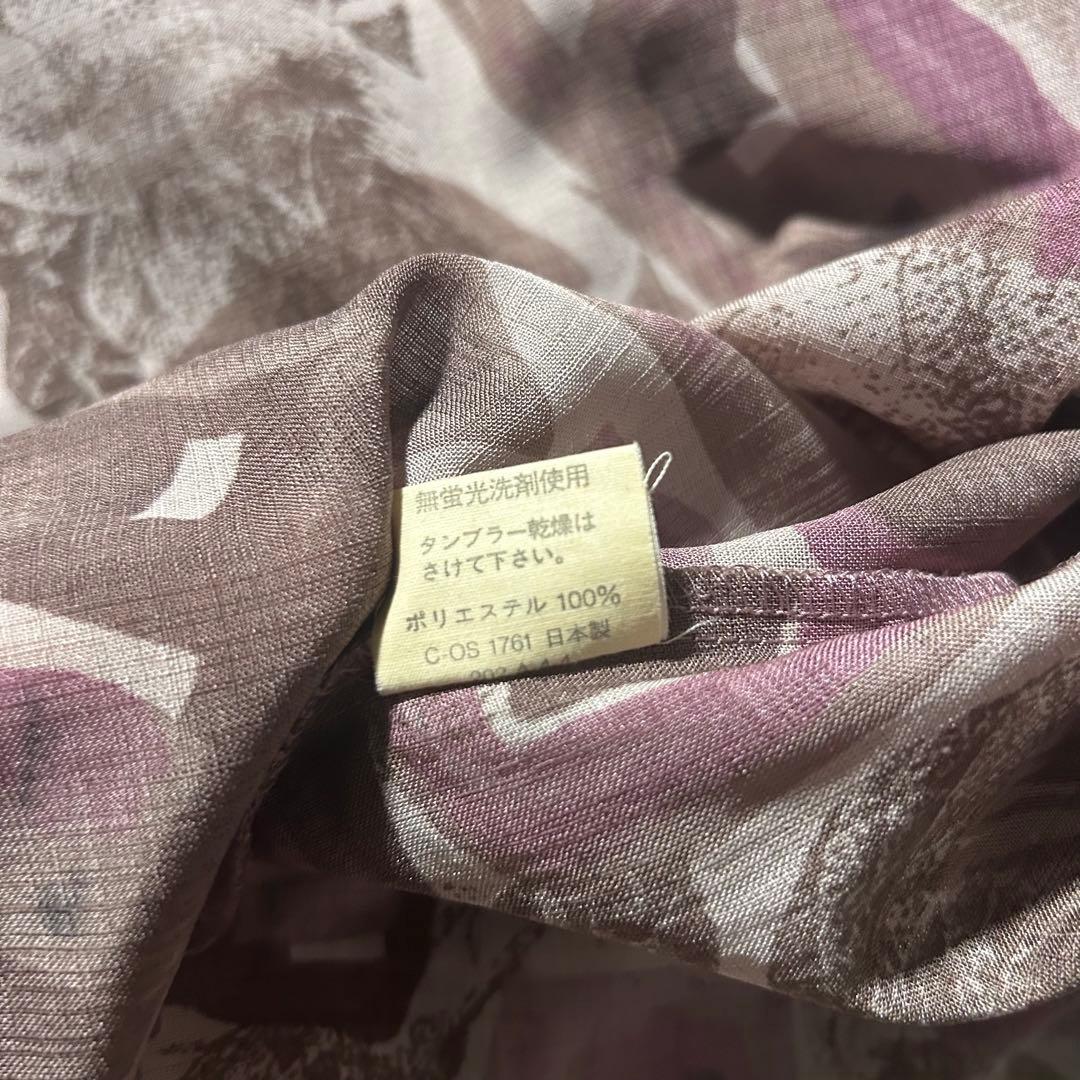 無蛍光洗剤使用
タンブラー乾燥は
さけて下さい。
ポリエステル 100%
C·OS 1761 日本製